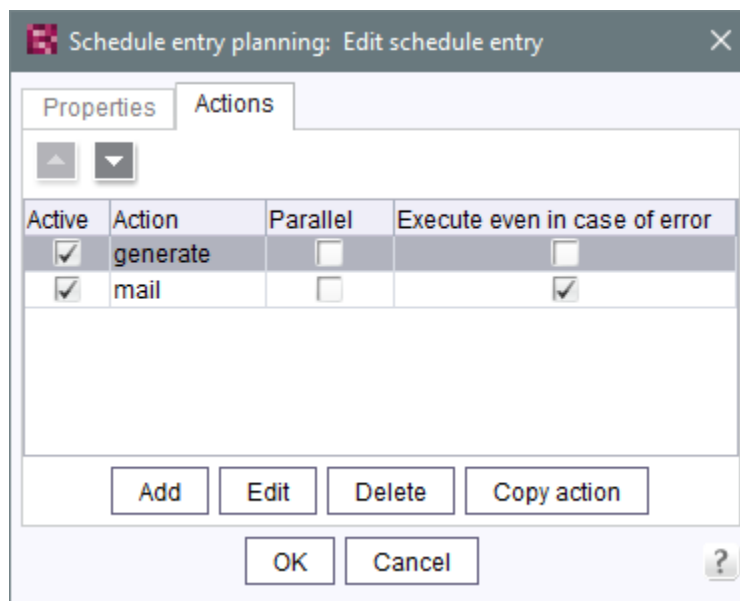 Schedule entry planning: Edit schedule entry
Properties Actions
Active Action Parallel Execute even in case of error
generate
mail
Add Edit Delete Copy action
OK Cancel ?